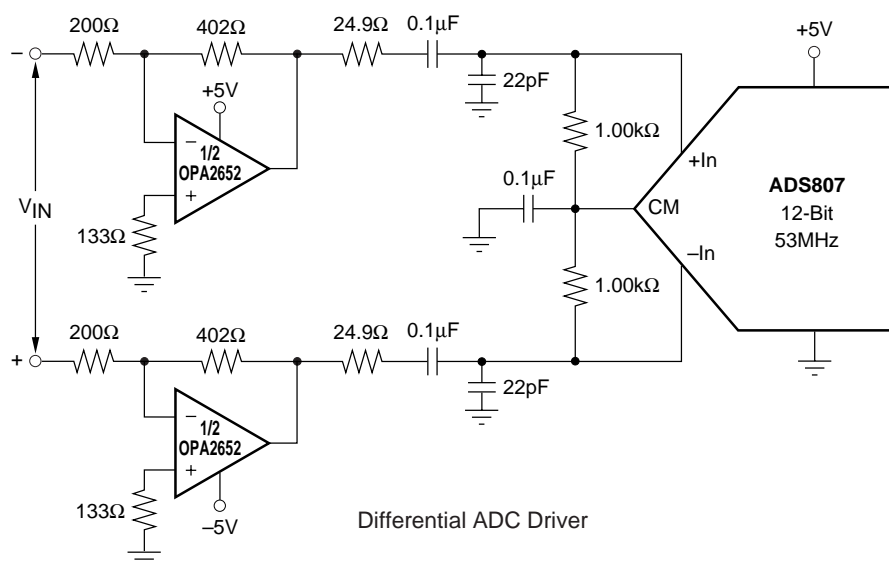 200Ω 402Ω 24.9Ω 0.1μF
+5V
–
22pF
+5V
–
1/2
OPA2652
+
1.00kΩ
+In
0.1μF
ADS807
VIN
CM
12-Bit
133Ω
53MHz
–In
1.00kΩ
200Ω 402Ω 24.9Ω 0.1μF
+
22pF
–
1/2
OPA2652
+
133Ω
–5V
Differential ADC Driver